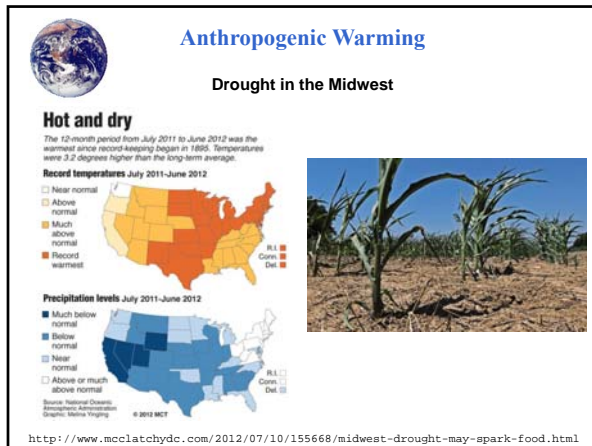 Anthropogenic Warming
Drought in the Midwest
Hot and dry
The 12-month period from July 2011 to June 2012 was the
warmest since record-keeping began in 1895. Temperatures
were 3.2 degrees higher than the long-term average.
Record temperatures July 2011-June 2012
Near normal
Above
normal
Much
above
normal
Record
warmest
R.I.
Conn.
Del.
Precipitation levels July 2011-June 2012
Much below
normal
Below
normal
Near
normal
Above or much
above normal
R.I.
Conn.
Del.
Source: National Oceanic
Atmospheric Administration
Graphic: Melina Yingling
© 2012 MCT
http://www.mcclatchydc.com/2012/07/10/155668/midwest-drought-may-spark-food.html